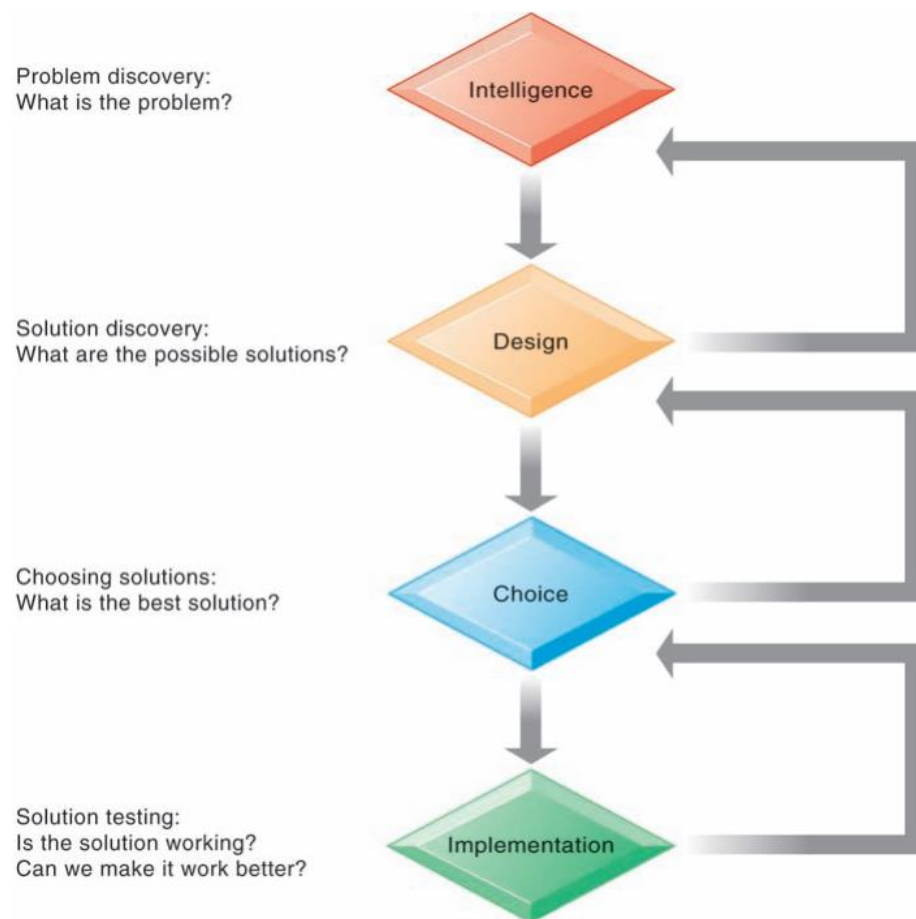 Problem discovery:
What is the problem?
Intelligence
Solution discovery:
What are the possible solutions?
Design
Choosing solutions:
What is the best solution?
Choice
Solution testing:
Is the solution working?
Can we make it work better?
Implementation